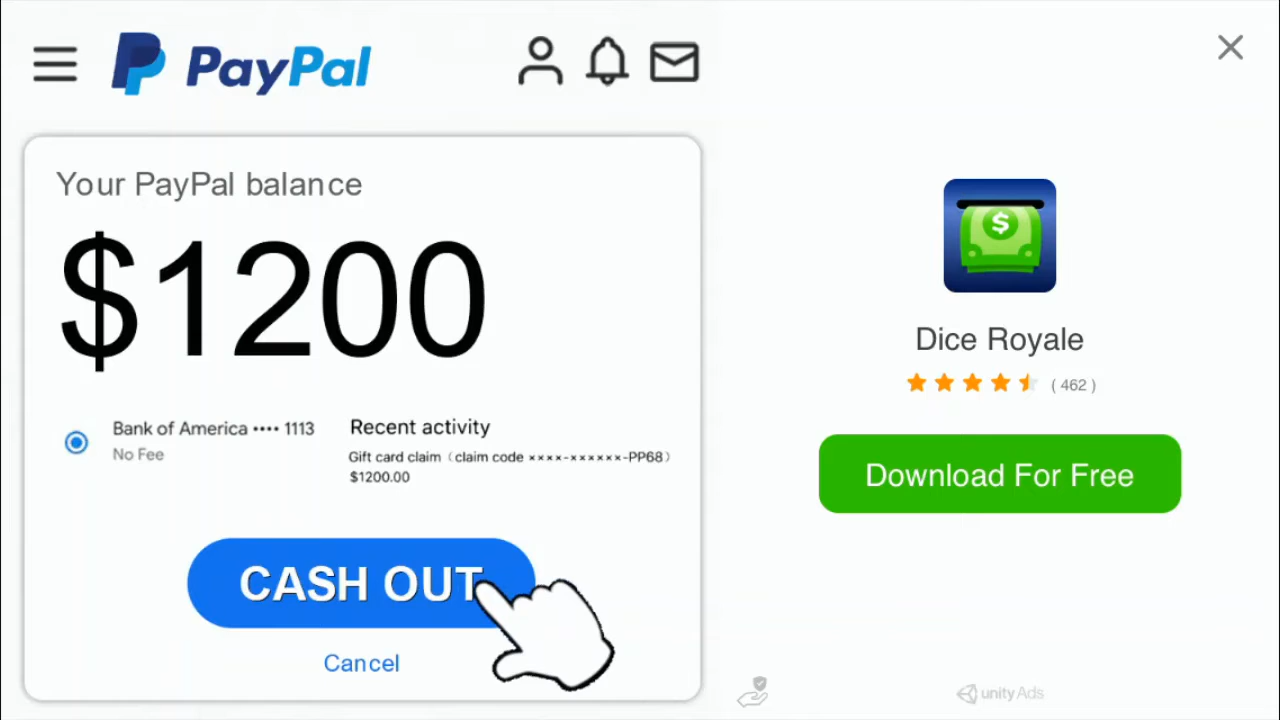 PayPal
Your PayPal balance
$1200
Bank of America •••• 1113
No Fee
Recent activity
Gift card claim (claim code ××××-××××××-PP68)
$1200.00
CASH OUT
Cancel
Dice Royale
( 462 )
Download For Free
unity Ads